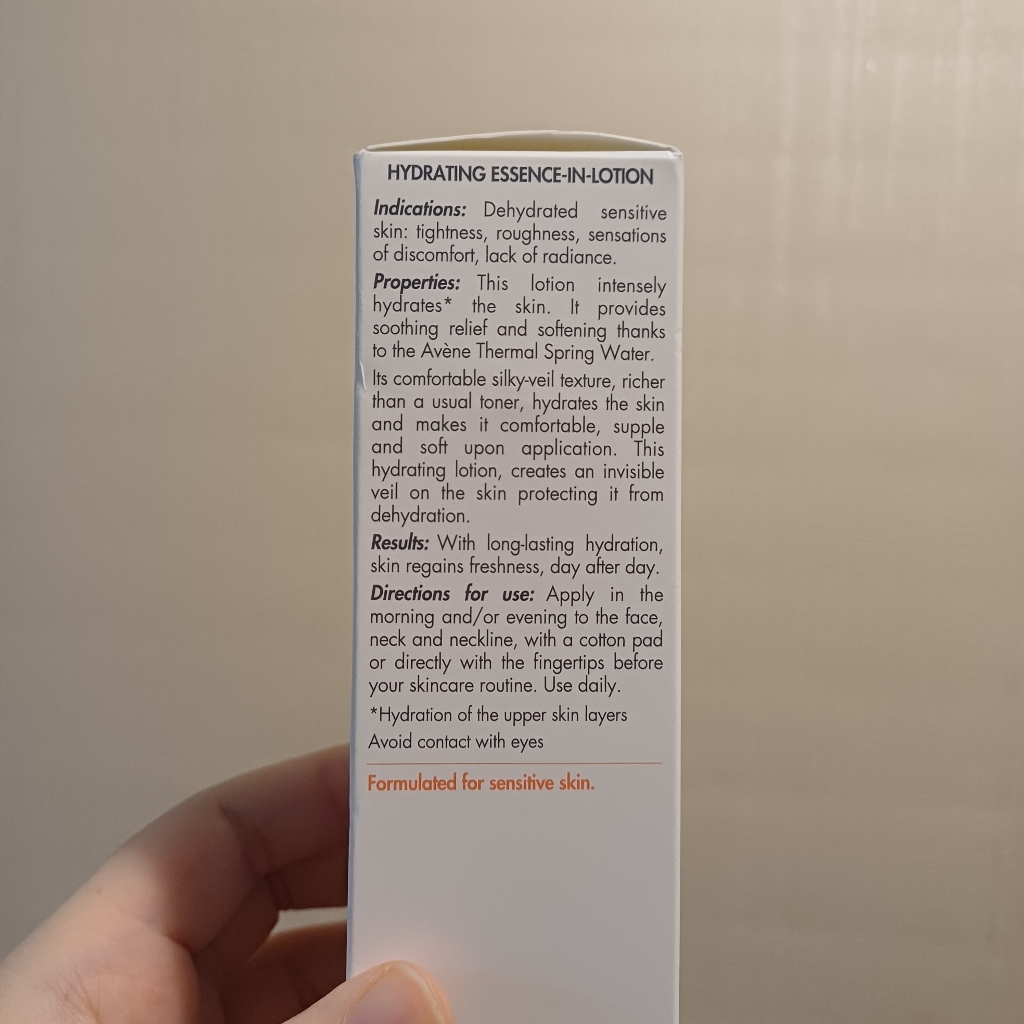 HYDRATING ESSENCE-IN-LOTION
Indications: Dehydrated sensitive
skin: tightness, roughness, sensations
of discomfort, lack of radiance.
Properties: This lotion intensely
hydrates* the skin. It provides
soothing relief and softening thanks
to the Avène Thermal Spring Water.
Its comfortable silky-veil texture, richer
than a usual toner, hydrates the skin
and makes it comfortable, supple
and soft upon application. This
hydrating lotion, creates an invisible
veil on the skin protecting it from
dehydration.
Results: With long-lasting hydration,
skin regains freshness, day after day.
Directions for use: Apply in the
morning and/or evening to the face,
neck and neckline, with a cotton pad
or directly with the fingertips before
your skincare routine. Use daily.
*Hydration of the upper skin layers
Avoid contact with eyes
Formulated for sensitive skin.